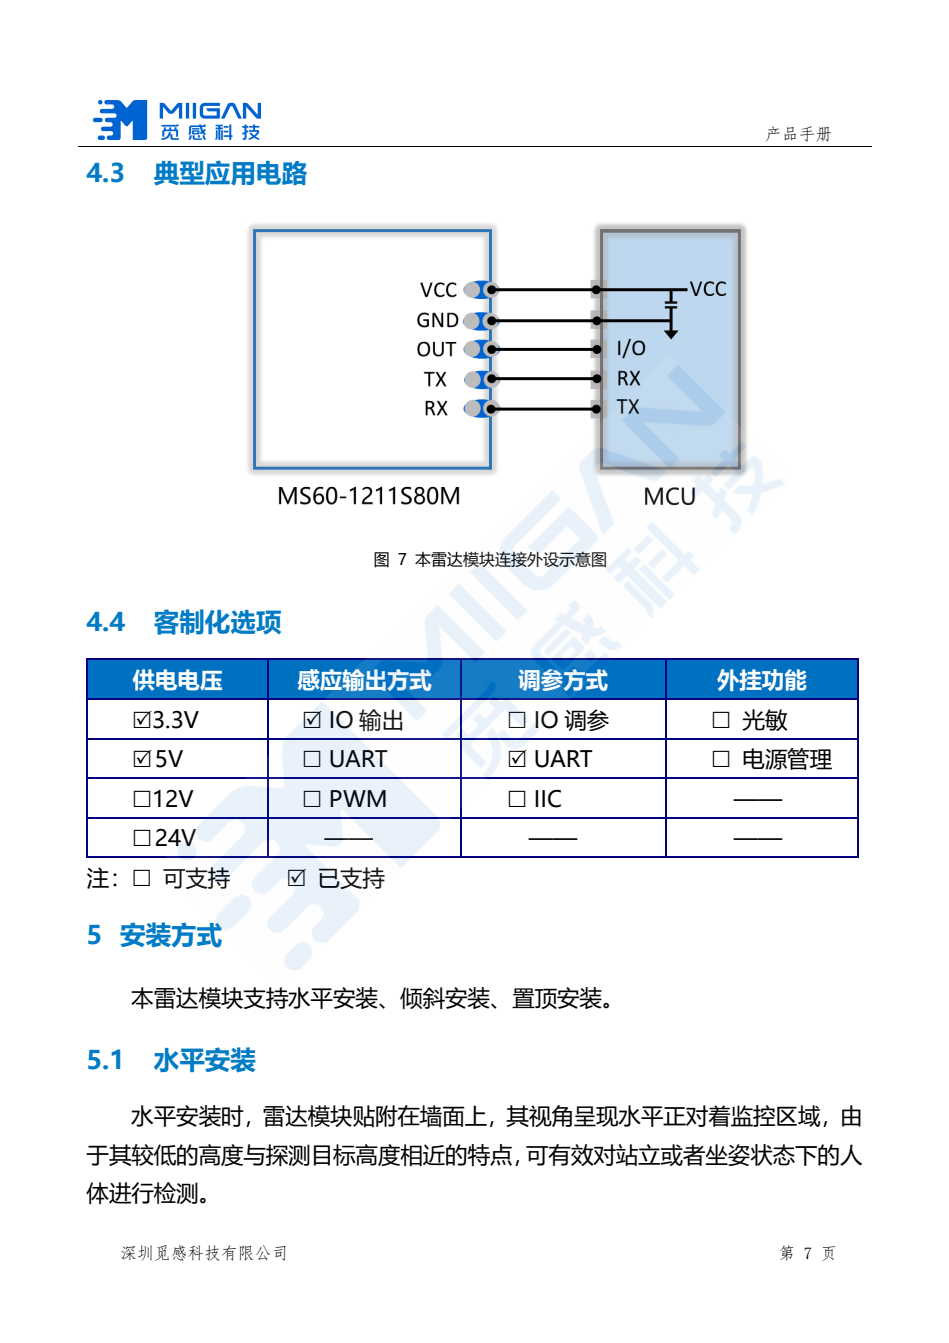 MIIGAN
觅感科技
产品手册
4.3 典型应用电路
VCC
VCC
GND
OUT
I/O
TX
RX
RX
TX
MS60-1211S80M
MCU
图 7 本雷达模块连接外设示意图
4.4 客制化选项
供电电压 感应输出方式 调参方式 外挂功能
☑3.3V ☑ IO 输出 ☐ IO 调参 ☐ 光敏
☑5V ☐ UART ☑ UART ☐ 电源管理
☐12V ☐ PWM ☐ IIC ——
☐24V —— —— ——
注：☐ 可支持 ☑ 已支持
5 安装方式
本雷达模块支持水平安装、倾斜安装、置顶安装。
5.1 水平安装
水平安装时，雷达模块贴附在墙面上，其视角呈现水平正对着监控区域，由
于其较低的高度与探测目标高度相近的特点，可有效对站立或者坐姿状态下的人
体进行检测。
MIIGAN
觅感科技
深圳觅感科技有限公司
第 7 页